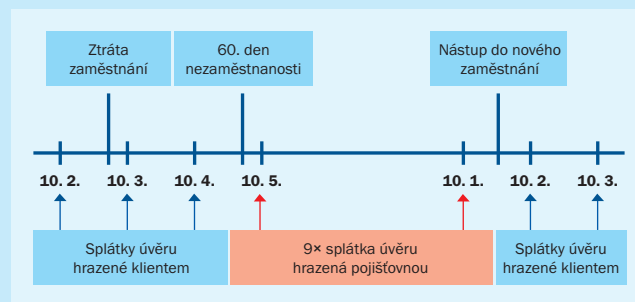 Ztráta
zaměstnání
60. den
nezaměstnanosti
Nástup do nového
zaměstnání
10. 2.
10. 3.
10. 4.
10. 5.
10. 1.
10. 2.
10. 3.
Splátky úvěru
hrazené klientem
9× splátka úvěru
hrazená pojišťovnou
Splátky úvěru
hrazené klientem